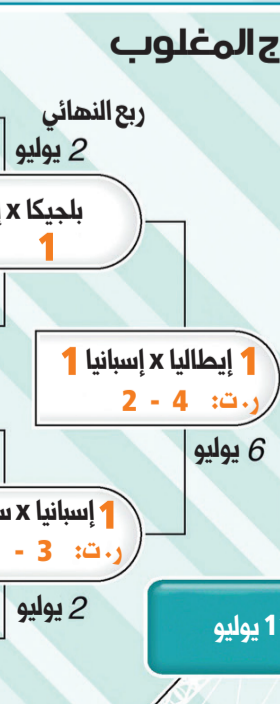 المغلوب
ربع النهائي
2 يوليو
بلجيكا x
1
1 إيطاليا x إسبانيا 1
ر.ت: 4 - 2
6 يوليو
1 إسبانيا x
ر.ت: 3 -
2 يوليو
1 يوليو